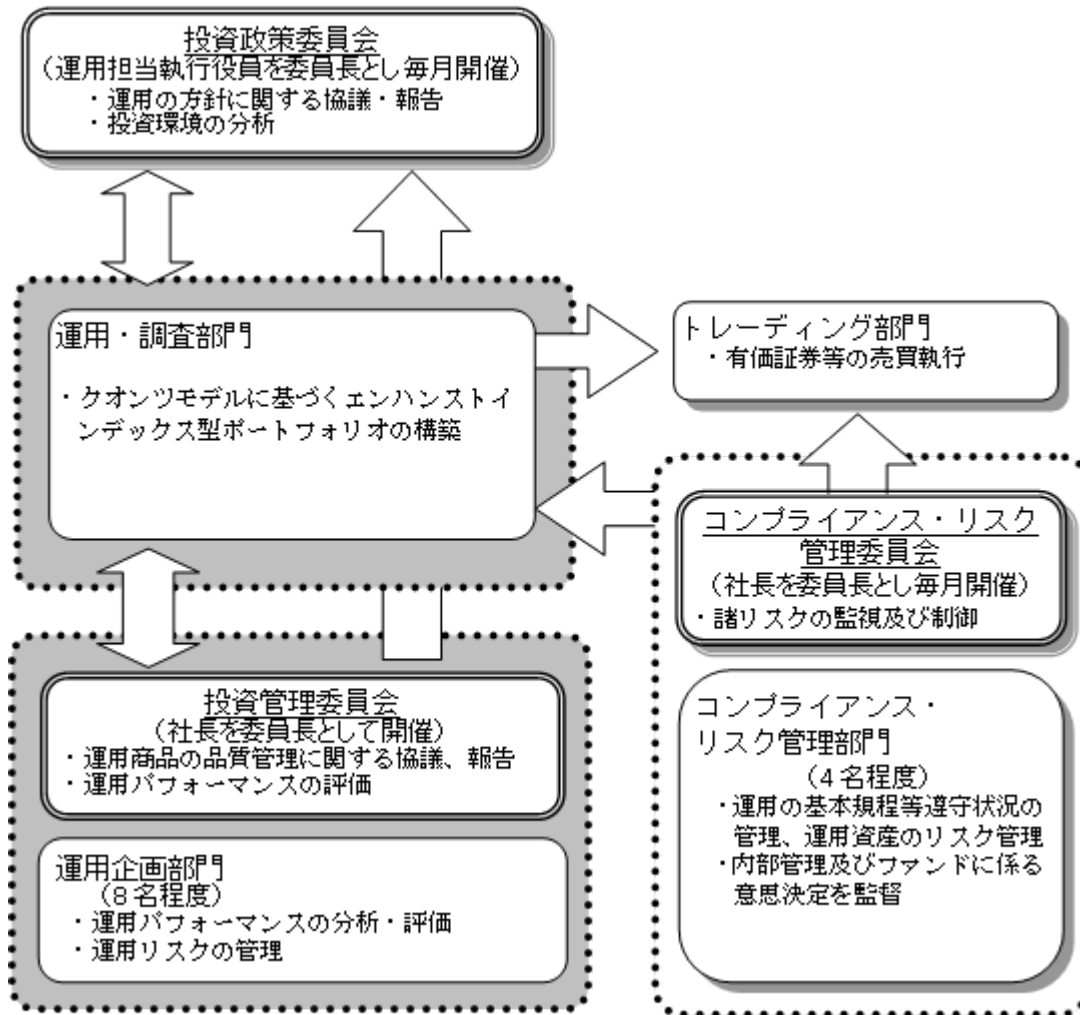 投資政策委員会
(運用担当執行役員を委員長とし毎月開催)
・運用の方針に関する協議・報告
・投資環境の分析
運用・調査部門
・クオンツモデルに基づくエンハンストイ
ンデックス型ポートフォリオの構築
トレーディング部門
・有価証券等の売買執行
コンプライアンス・リスク
管理委員会
(社長を委員長とし毎月開催)
・諸リスクの監視及び制御
投資管理委員会
(社長を委員長として開催)
・運用商品の品質管理に関する協議、報告
・運用パフォーマンスの評価
運用企画部門
(8名程度)
・運用パフォーマンスの分析・評価
・運用リスクの管理
コンプライアンス・
リスク管理部門
(4名程度)
・運用の基本規程等遵守状況の
管理、運用資産のリスク管理
・内部管理及びファンドに係る
意思決定を監督